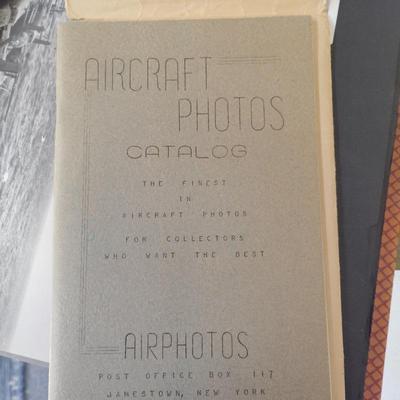 AIRCRAFT
PHOTOS
CATALOG
THE FINEST
IN
AIRCRAFT PHOTOS
FOR COLLECTORS
WHO WANT THE BEST
AIRPHOTOS
POST OFFICE BOX 117
JAMESTOWN, NEW YORK